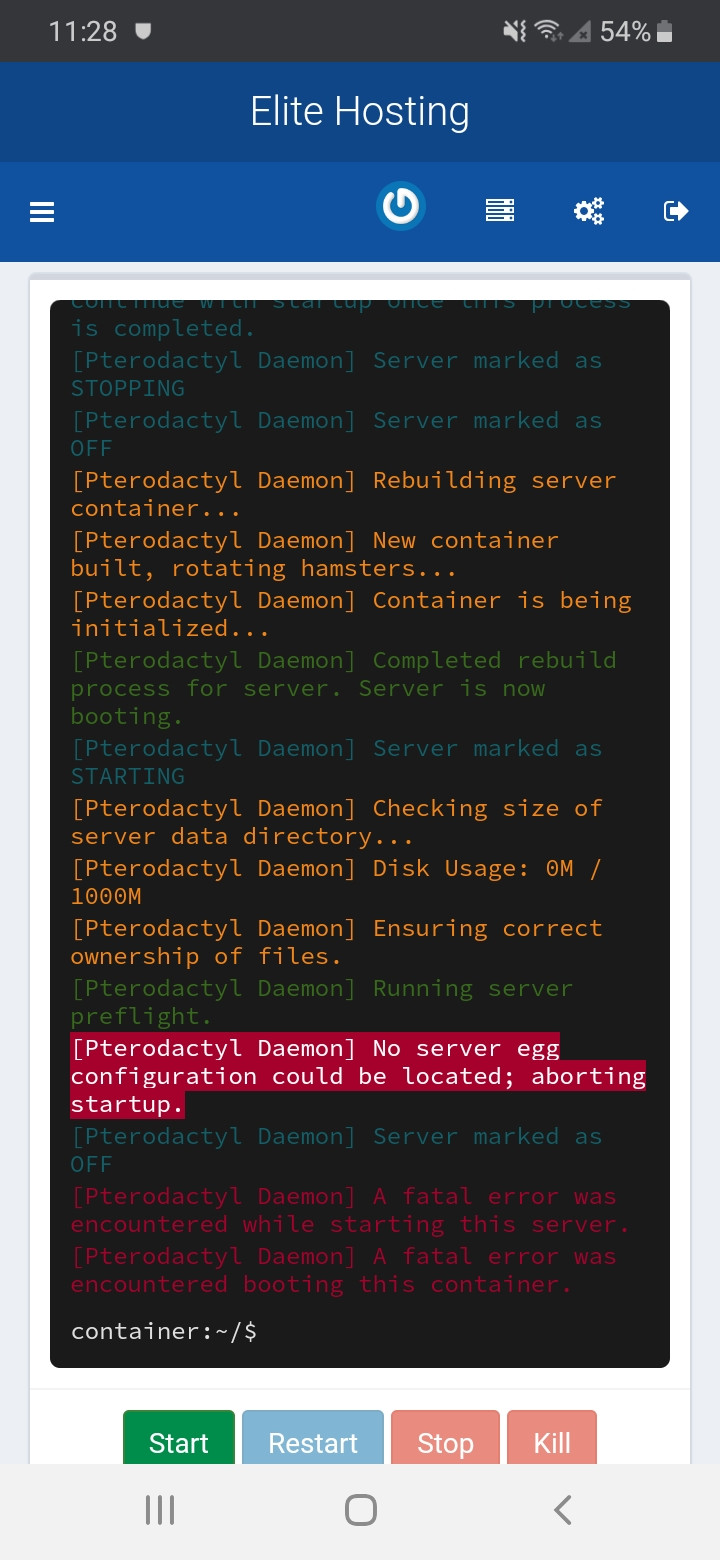 11:28
54%
Elite Hosting
continue with startup once this process
is completed.
[Pterodactyl Daemon] Server marked as
STOPPING
[Pterodactyl Daemon] Server marked as
OFF
[Pterodactyl Daemon] Rebuilding server
container...
[Pterodactyl Daemon] New container
built, rotating hamsters...
[Pterodactyl Daemon] Container is being
initialized...
[Pterodactyl Daemon] Completed rebuild
process for server. Server is now
booting.
[Pterodactyl Daemon] Server marked as
STARTING
[Pterodactyl Daemon] Checking size of
server data directory...
[Pterodactyl Daemon] Disk Usage: 0M /
1000M
[Pterodactyl Daemon] Ensuring correct
ownership of files.
[Pterodactyl Daemon] Running server
preflight.
[Pterodactyl Daemon] No server egg
configuration could be located; aborting
startup.
[Pterodactyl Daemon] Server marked as
OFF
[Pterodactyl Daemon] A fatal error was
encountered while starting this server.
[Pterodactyl Daemon] A fatal error was
encountered booting this container.
container:~/$
Start Restart Stop Kill